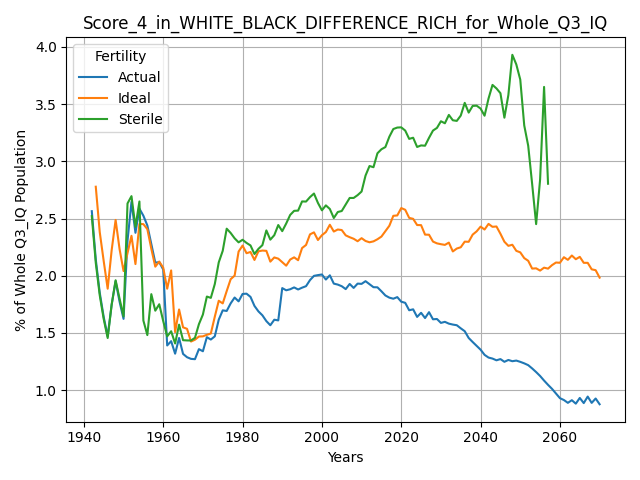 Score_4_in_WHITE_BLACK_DIFFERENCE_RICH_for_Whole_Q3_IQ
Fertility
Actual
Ideal
Sterile
% of Whole Q3_IQ Population
4.0
3.5
3.0
2.5
2.0
1.5
1.0
1940 1960 1980 2000 2020 2040 2060
Years